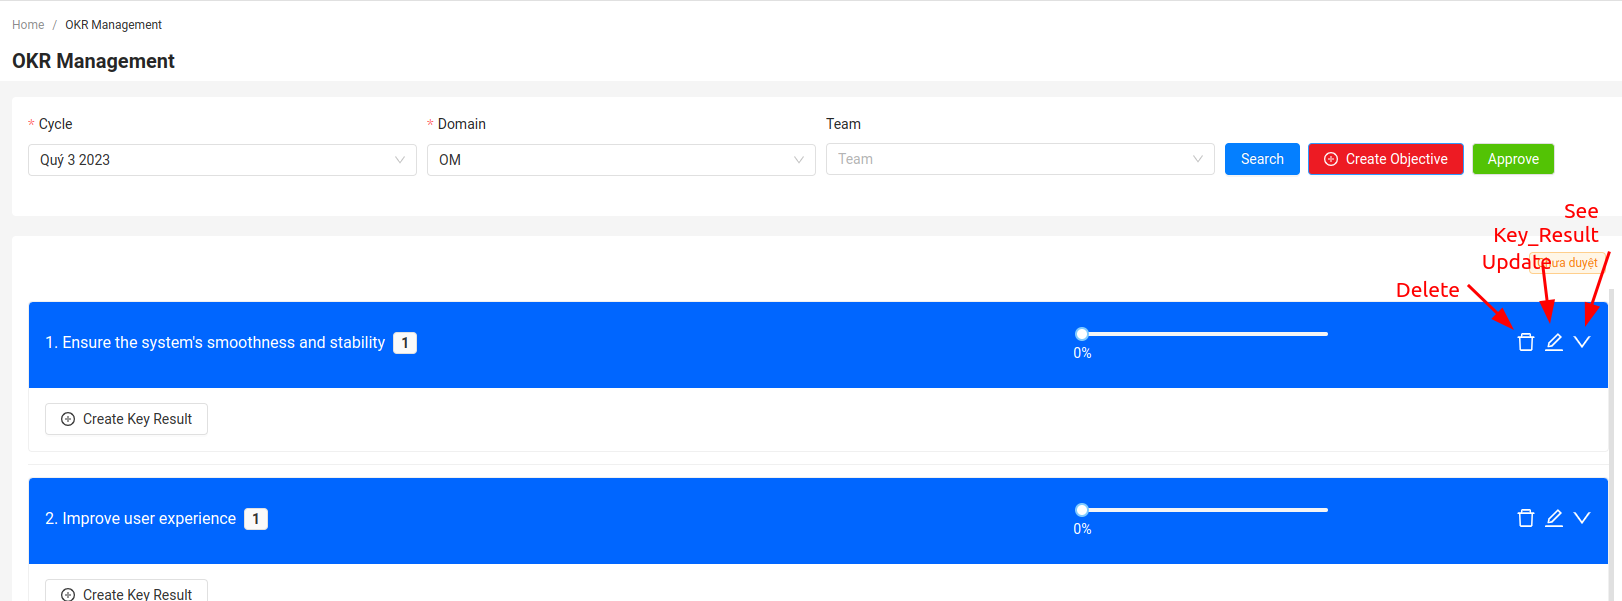 Home / OKR Management
OKR Management
* Cycle
* Domain
Team
Quý 3 2023
OM
Team
Search
Create Objective
Approve
See
Key_Result
Update
duyệt
Delete
1. Ensure the system's smoothness and stability 1
0%
Create Key Result
2. Improve user experience 1
0%
Create Key Result